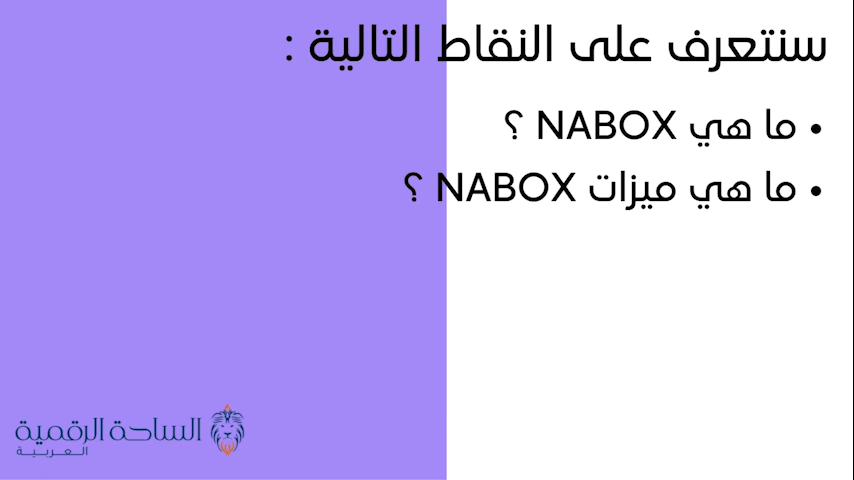 سنتعرف على النقاط التالية :
• ما هي NABOX ؟
• ما هي ميزات NABOX ؟
الساحة الرقمية
العربية